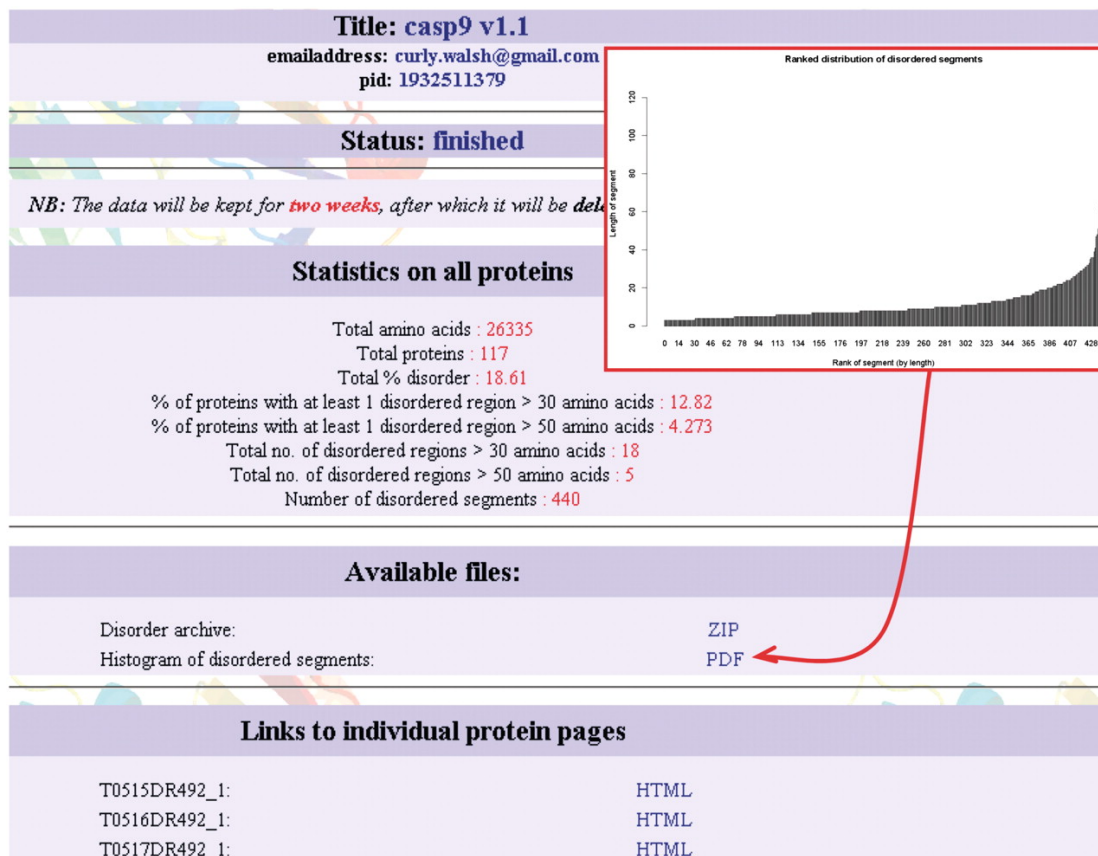 Title: casp9 v1.1
emailaddress: curly.walsh@gmail.com
pid: 1932511379
Status: finished
NB: The data will be kept for two weeks, after which it will be
Statistics on all proteins
Total amino acids : 26335
Total proteins : 117
Total % disorder : 18.61
% of proteins with at least 1 disordered region > 30 amino acids : 12.82
% of proteins with at least 1 disordered region > 50 amino acids : 4.273
Total no. of disordered regions > 30 amino acids : 18
Total no. of disordered regions > 50 amino acids : 5
Number of disordered segments : 440
Ranked distribution of disordered segments
Length of segment
120
100
80
60
40
20
0
0 14 30 46 62 78 94 113 134 155 176 197 218 239 260 281 302 323 344 365 386 407 428
Rank of segment (by length)
Available files:
Disorder archive: ZIP
Histogram of disordered segments: PDF
Links to individual protein pages
T0515DR492_1: HTML
T0516DR492_1: HTML
T0517DR492_1: HTML